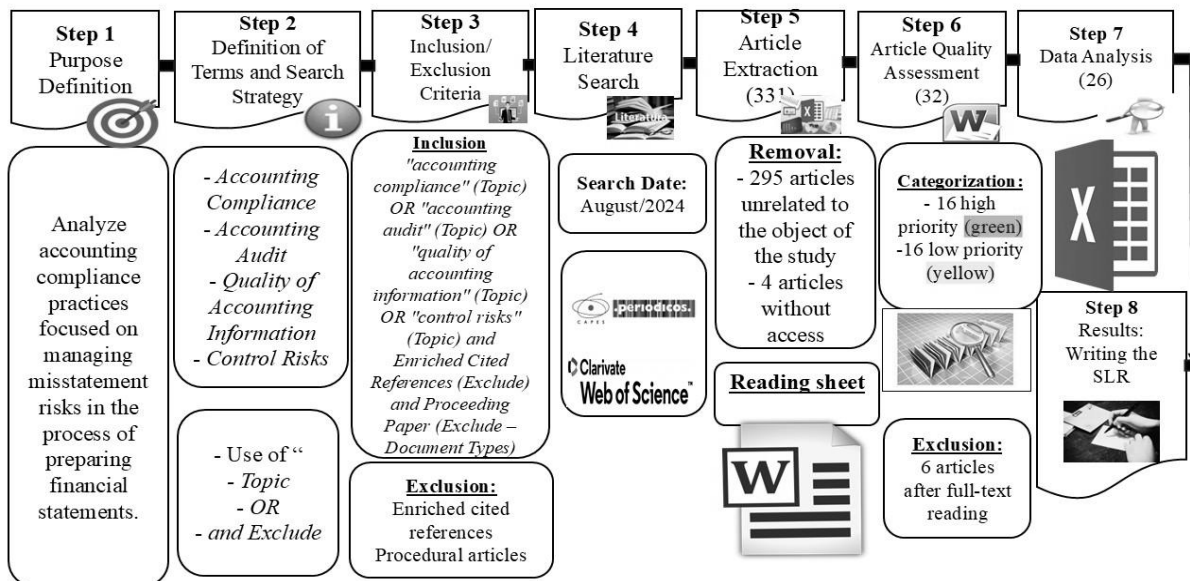 Step 1
Purpose
Definition
Step 2
Definition of
Terms and Search
Strategy
Step 3
Inclusion/
Exclusion
Criteria
Step 4
Literature
Search
Step 5
Article
Extraction
(331)
Step 6
Article Quality
Assessment
(32)
Step 7
Data Analysis
(26)
Analyze
accounting
compliance
practices
focused on
managing
misstatement
risks in the
process of
preparing
financial
statements.
i
- Accounting
Compliance
- Accounting
Audit
- Quality of
Accounting
Information
- Control Risks
- Use of “
- Topic
- OR
- and Exclude
Inclusion
"accounting
compliance" (Topic)
OR "accounting
audit" (Topic) OR
"quality of
accounting
information" (Topic)
OR "control risks"
(Topic) and
Enriched Cited
References (Exclude)
and Proceeding
Paper (Exclude –
Document Types)
Exclusion:
Enriched cited
references
Procedural articles
Literatura
Search Date:
August/2024
CAPES
.periodicos.
Clarivate
Web of Science™
X
Removal:
- 295 articles
unrelated to
the object of
the study
- 4 articles
without
access
Reading sheet
W
W
Categorization:
- 16 high
priority (green)
-16 low priority
(yellow)
Exclusion:
6 articles
after full-text
reading
X
Step 8
Results:
Writing the
SLR